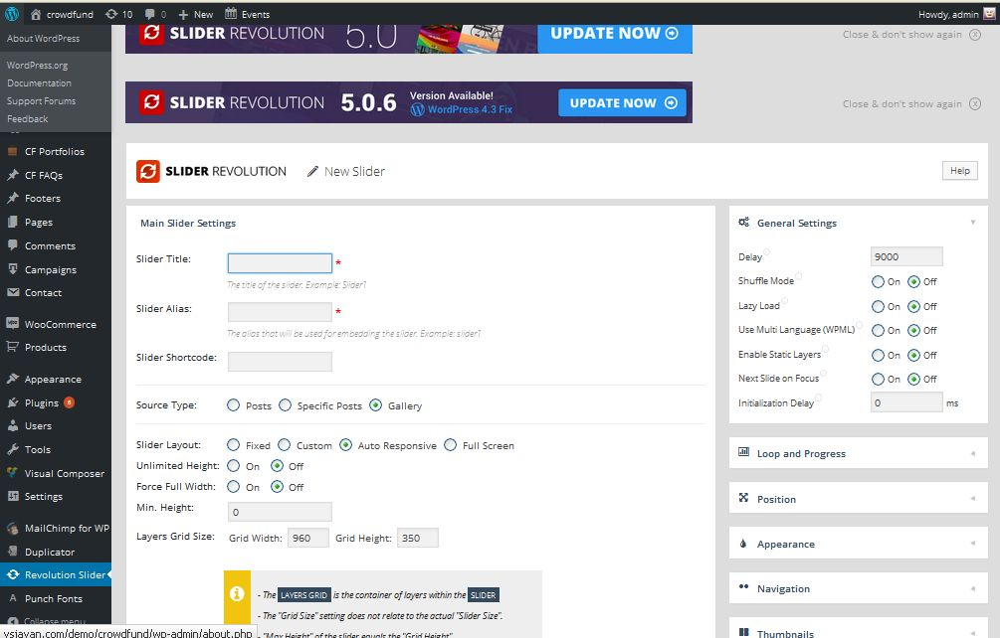 crowdfund 10 0 New Events Howdy, admin
About WordPress
WordPress.org
Documentation
Support Forums
Feedback
CF Portfolios
CF FAQs
Footers
Pages
Comments
Campaigns
Contact
WooCommerce
Products
Appearance
Plugins 6
Users
Tools
Visual Composer
Settings
MailChimp for WP
Duplicator
Revolution Slider
Punch Fonts
Collapse menu
ysjayan.com/demo/crowdfund/wp-admin/about.php
SLIDER REVOLUTION 5.0 UPDATE NOW
Close & don't show again
SLIDER REVOLUTION 5.0.6 Version Available! UPDATE NOW
WordPress 4.3 Fix
Close & don't show again
SLIDER REVOLUTION New Slider Help
Main Slider Settings
Slider Title: *
The title of the slider. Example: Slider1
Slider Alias: *
The alias that will be used for embedding the slider. Example: slider1
Slider Shortcode:
Source Type: Posts Specific Posts Gallery
Slider Layout: Fixed Custom Auto Responsive Full Screen
Unlimited Height: On Off
Force Full Width: On Off
Min. Height: 0
Layers Grid Size: Grid Width: 960 Grid Height: 350
- The LAYERS GRID is the container of layers within the SLIDER
- The "Grid Size" setting does not relate to the actual "Slider Size".
- "Max Height" of the slider equals the "Grid Height".
General Settings
Delay 9000
Shuffle Mode On Off
Lazy Load On Off
Use Multi Language (WPML) On Off
Enable Static Layers On Off
Next Slide on Focus On Off
Initialization Delay 0 ms
Loop and Progress
Position
Appearance
Navigation
Thumbnails